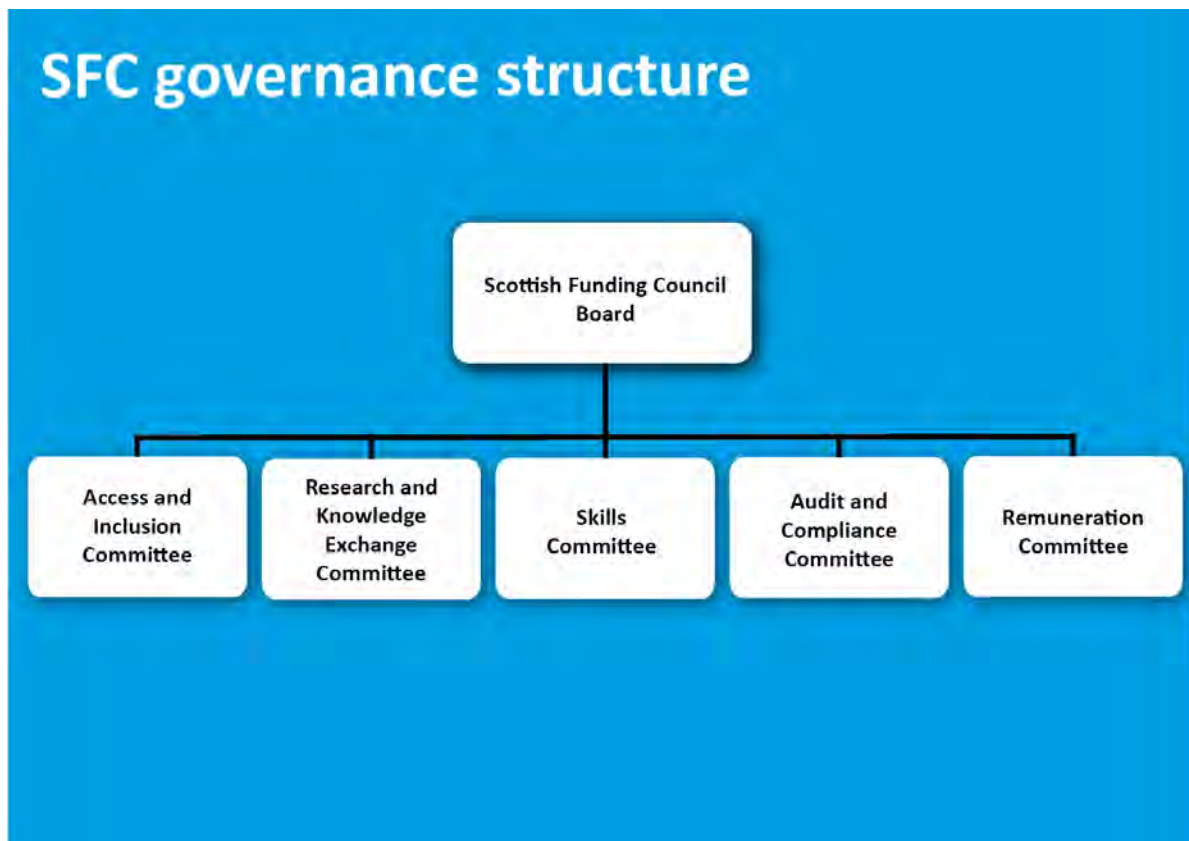 SFC governance structure
Scottish Funding Council
Board
Access and
Inclusion
Committee
Research and
Knowledge
Exchange
Committee
Skills
Committee
Audit and
Compliance
Committee
Remuneration
Committee